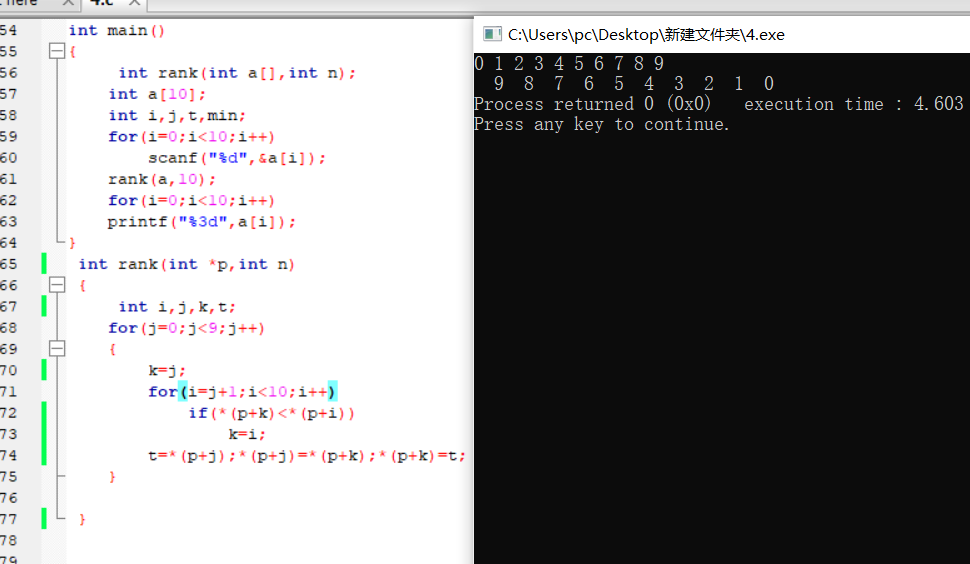 here
4.c
54 int main()
55 {
56 int rank(int a[],int n);
57 int a[10];
58 int i,j,t,min;
59 for(i=0;i<10;i++)
60 scanf("%d",&a[i]);
61 rank(a,10);
62 for(i=0;i<10;i++)
63 printf("%3d",a[i]);
64 }
65 int rank(int *p,int n)
66 {
67 int i,j,k,t;
68 for(j=0;j<9;j++)
69 {
70 k=j;
71 for(i=j+1;i<10;i++)
72 if(*(p+k)<*(p+i))
73 k=i;
74 t=*(p+j);*(p+j)=*(p+k);*(p+k)=t;
75 }
76
77 }
78
79
C:\Users\pc\Desktop\新建文件夹\4.exe
0 1 2 3 4 5 6 7 8 9
9 8 7 6 5 4 3 2 1 0
Process returned 0 (0x0) execution time : 4.603
Press any key to continue.